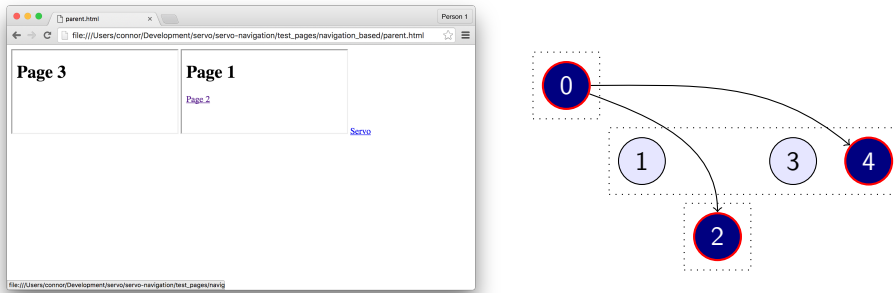 parent.html
Person 1
file:///Users/connor/Development/servo/servo-navigation/test_pages/navigation_based/parent.html
Page 3
Page 1
Page 2
Servo
file:///Users/connor/Development/servo/servo-navigation/test_pages/navig
0
1
3
4
2